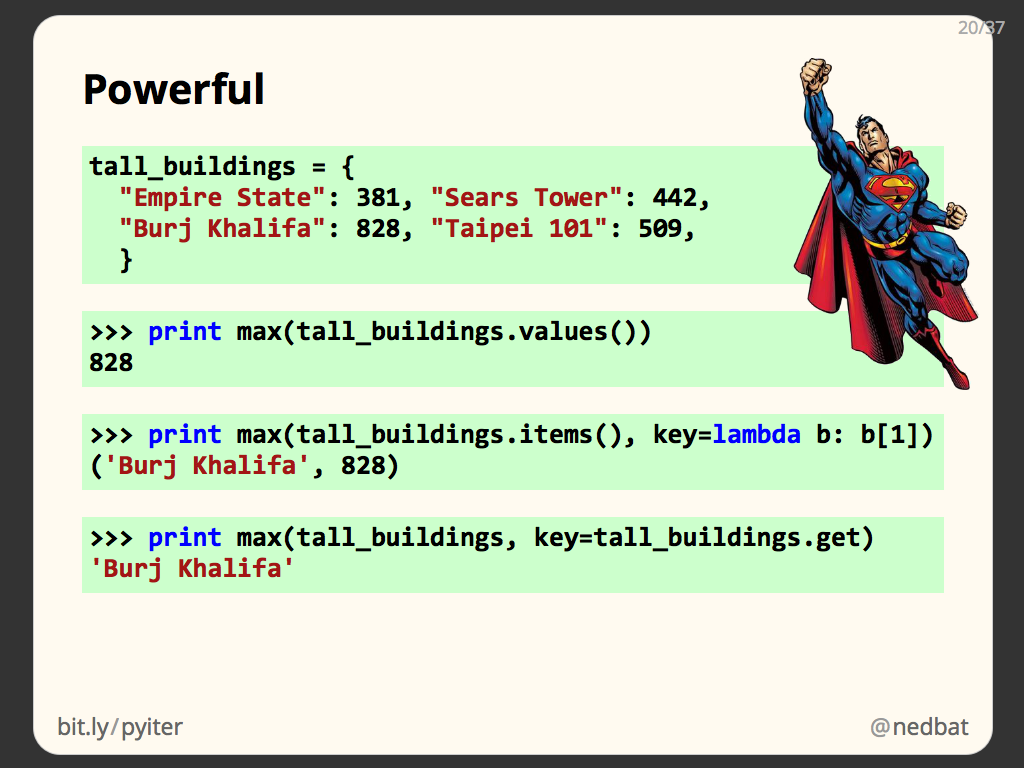 20/37
Powerful
tall_buildings = {
  "Empire State": 381, "Sears Tower": 442,
  "Burj Khalifa": 828, "Taipei 101": 509,
  }
>>> print max(tall_buildings.values())
828
>>> print max(tall_buildings.items(), key=lambda b: b[1])
('Burj Khalifa', 828)
>>> print max(tall_buildings, key=tall_buildings.get)
'Burj Khalifa'
bit.ly/pyiter
@nedbat